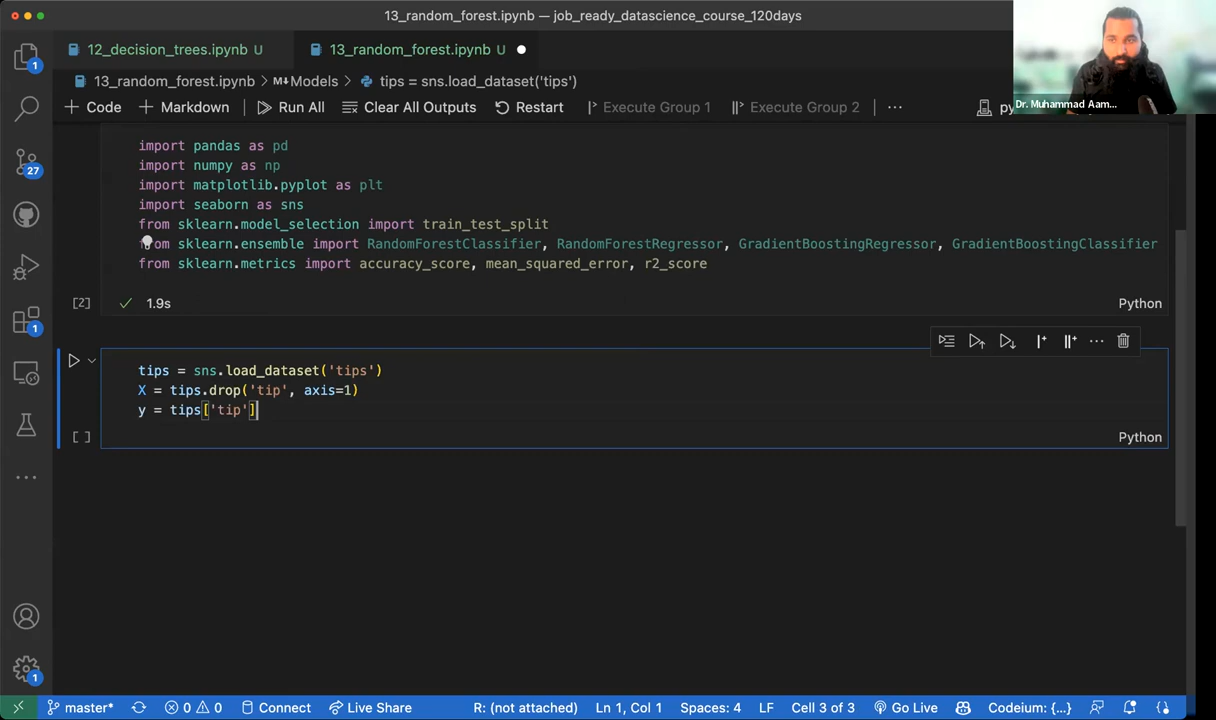 13_random_forest.ipynb — job_ready_datascience_course_120days
12_decision_trees.ipynb U
13_random_forest.ipynb U
13_random_forest.ipynb > M↓Models > tips = sns.load_dataset('tips')
Dr. Muhammad Aam...
+ Code + Markdown Run All Clear All Outputs Restart Execute Group 1 Execute Group 2 ... py
import pandas as pd
import numpy as np
import matplotlib.pyplot as plt
import seaborn as sns
from sklearn.model_selection import train_test_split
from sklearn.ensemble import RandomForestClassifier, RandomForestRegressor, GradientBoostingRegressor, GradientBoostingClassifier
from sklearn.metrics import accuracy_score, mean_squared_error, r2_score
[2] 1.9s Python
tips = sns.load_dataset('tips')
X = tips.drop('tip', axis=1)
y = tips['tip']
[ ] Python
1
27
1
1
master* 0 0 Connect Live Share R: (not attached) Ln 1, Col 1 Spaces: 4 LF Cell 3 of 3 Go Live Codeium: {...}